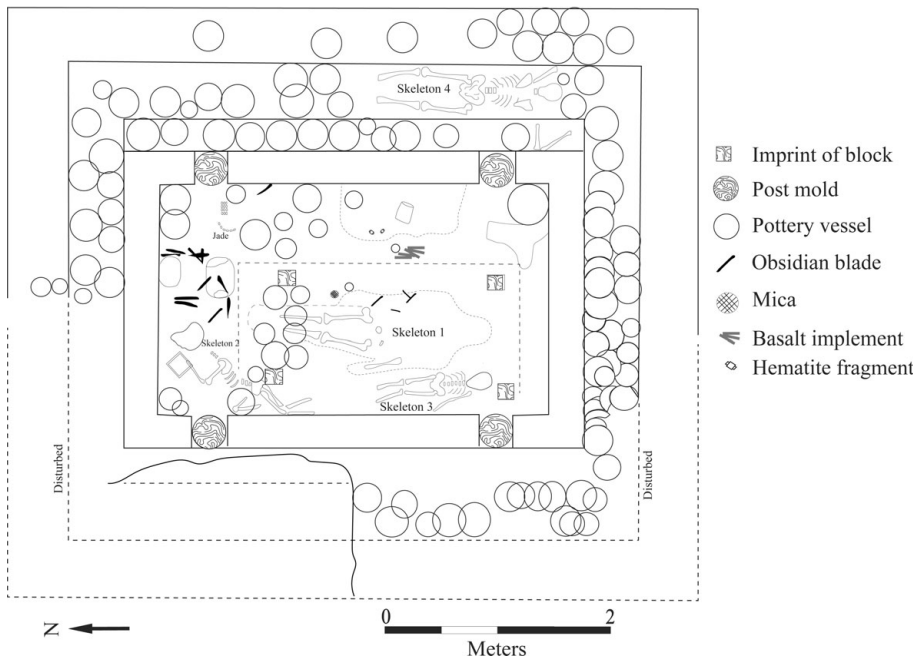 Skeleton 4
Jade
Skeleton 1
Skeleton 2
Skeleton 3
Disturbed
Disturbed
Imprint of block
Post mold
Pottery vessel
Obsidian blade
Mica
Basalt implement
Hematite fragment
N
0
2
Meters